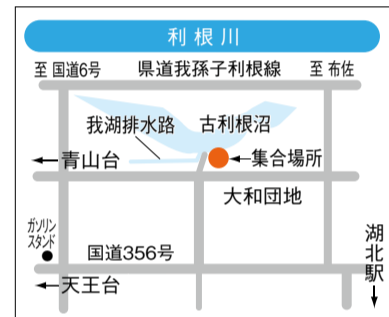 利根川
至 国道6号 県道我孫子利根線 至 布佐
我湖排水路 古利根沼
青山台 集合場所
大和団地
ガソリン
スタンド
国道356号
湖北駅
天王台